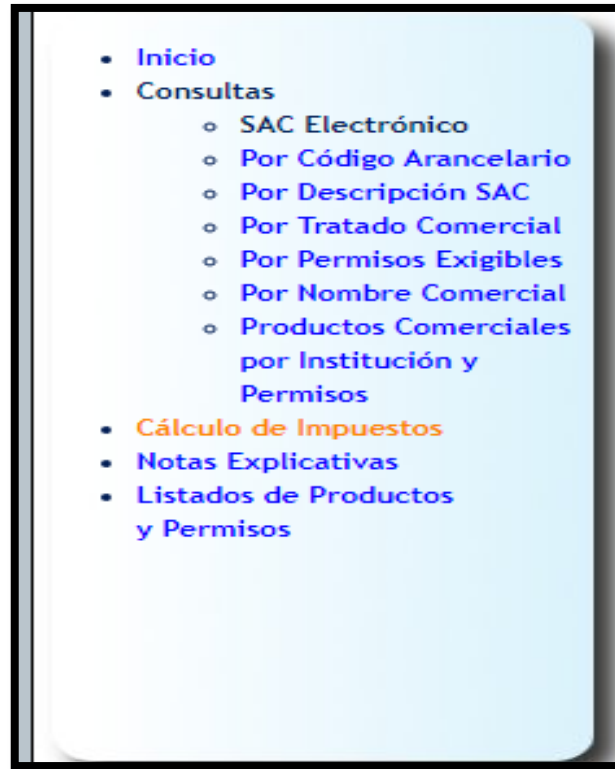 Inicio
Consultas
SAC Electrónico
Por Código Arancelario
Por Descripción SAC
Por Tratado Comercial
Por Permisos Exigibles
Por Nombre Comercial
Productos Comerciales
por Institución y
Permisos
Cálculo de Impuestos
Notas Explicativas
Listados de Productos
y Permisos